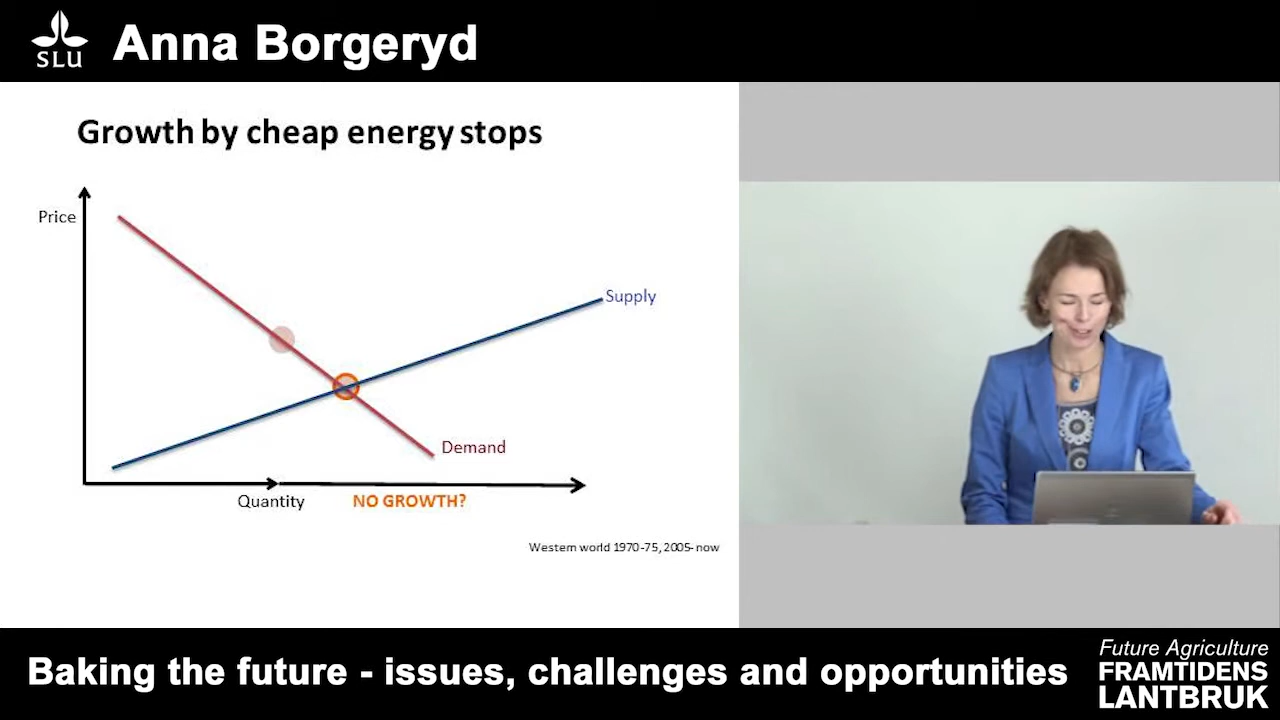 SLU
Anna Borgeryd
Growth by cheap energy stops
Price
Supply
Demand
Quantity
NO GROWTH?
Western world 1970-75, 2005- now
Baking the future - issues, challenges and opportunities
Future Agriculture
FRAMTIDENS
LANTBRUK